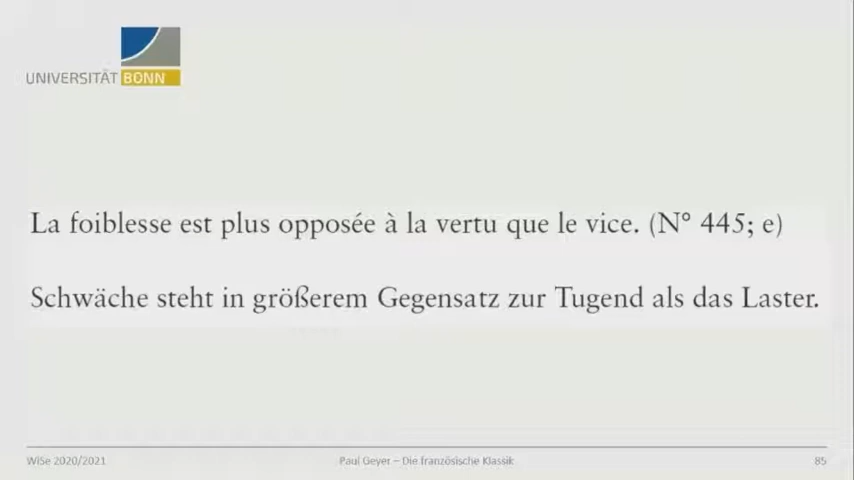 UNIVERSITÄT BONN
La foiblesse est plus opposée à la vertu que le vice. (N° 445; e)
Schwäche steht in größerem Gegensatz zur Tugend als das Laster.
WiSe 2020/2021 Paul Geyer – Die französische Klassik 85